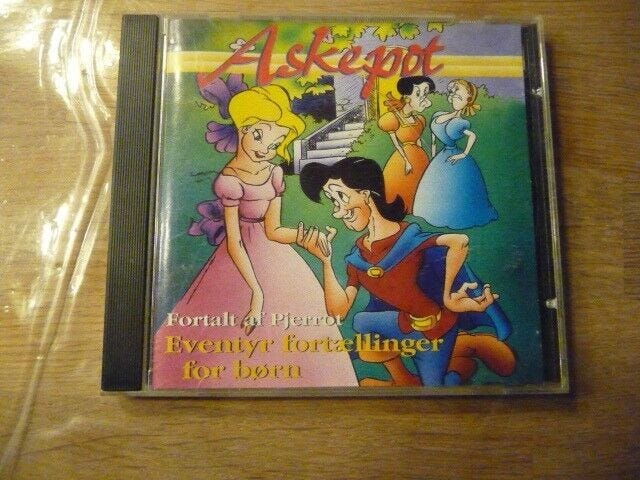 Askepot
Fortalt af Pjerrot
Eventyr fortællinger
for børn